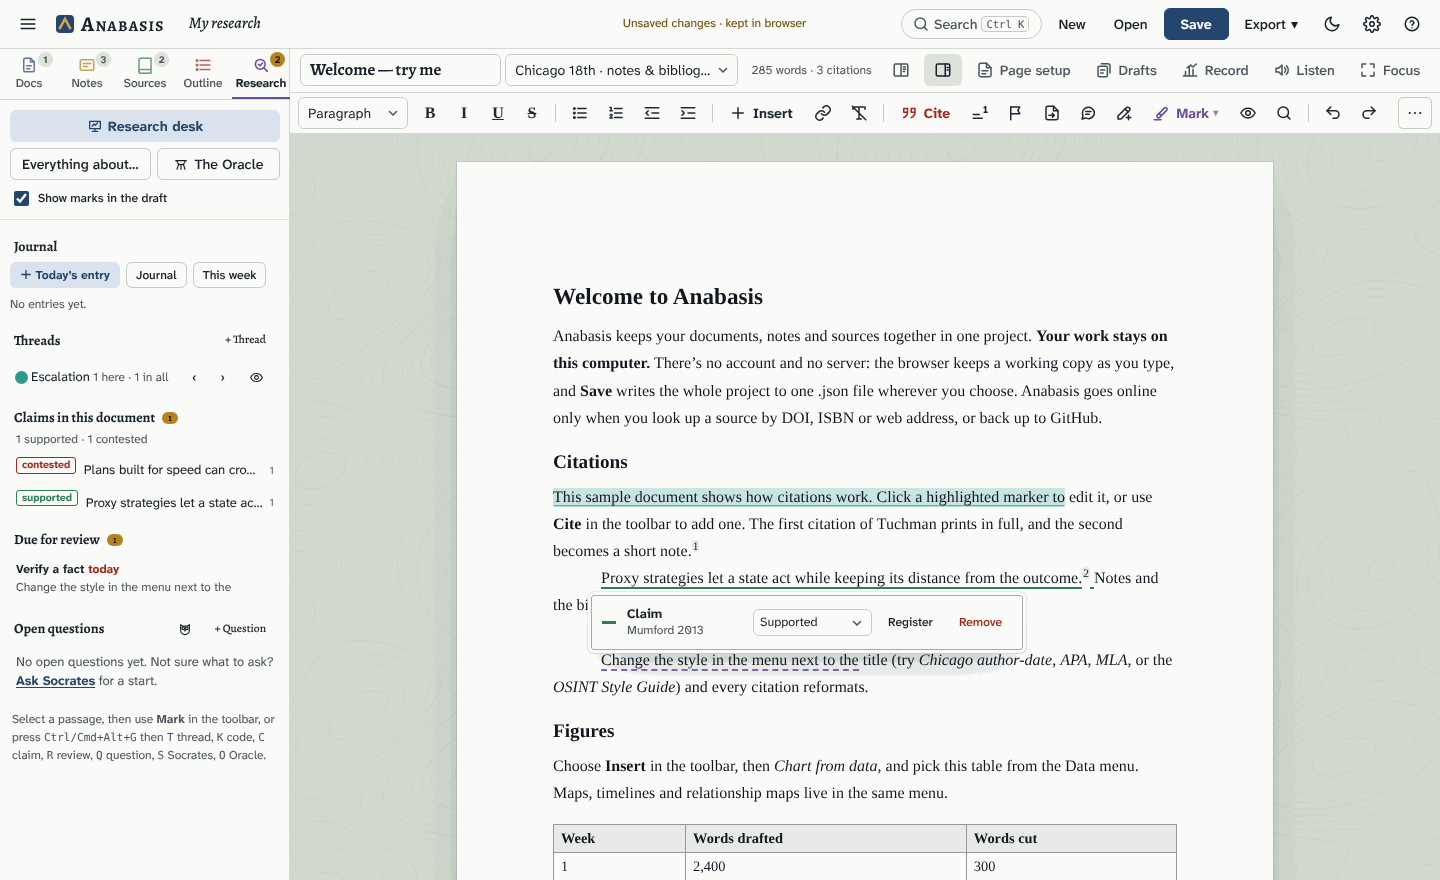 Anabasis
My research
Unsaved changes · kept in browser
Search Ctrl K
New
Open
Save
Export ▾
Docs 1
Notes 3
Sources 2
Outline
Research 2
Welcome — try me
Chicago 18th · notes & bibliog...
285 words · 3 citations
Page setup
Drafts
Record
Listen
Focus
Paragraph
B
I
U
S
Insert
Cite
Mark ▾
Research desk
Everything about...
The Oracle
Show marks in the draft
Journal
+ Today's entry
Journal
This week
No entries yet.
Threads
+ Thread
Escalation 1 here · 1 in all
Claims in this document 1
1 supported · 1 contested
contested Plans built for speed can cro... 1
supported Proxy strategies let a state ac... 1
Due for review 1
Verify a fact today
Change the style in the menu next to the
Open questions
+ Question
No open questions yet. Not sure what to ask?
Ask Socrates for a start.
Select a passage, then use Mark in the toolbar, or
press Ctrl/Cmd+Alt+G then T thread, K code, C
claim, R review, Q question, S Socrates, O Oracle.
Welcome to Anabasis
Anabasis keeps your documents, notes and sources together in one project. Your work stays on
this computer. There's no account and no server: the browser keeps a working copy as you type,
and Save writes the whole project to one .json file wherever you choose. Anabasis goes online
only when you look up a source by DOI, ISBN or web address, or back up to GitHub.
Citations
This sample document shows how citations work. Click a highlighted marker to edit it, or use
Cite in the toolbar to add one. The first citation of Tuchman prints in full, and the second
becomes a short note.1
Proxy strategies let a state act while keeping its distance from the outcome.2 Notes and
the bi
Claim
Mumford 2013
Supported
Register
Remove
Change the style in the menu next to the title (try Chicago author-date, APA, MLA, or the
OSINT Style Guide) and every citation reformats.
Figures
Choose Insert in the toolbar, then Chart from data, and pick this table from the Data menu.
Maps, timelines and relationship maps live in the same menu.
Week Words drafted Words cut
1 2,400 300